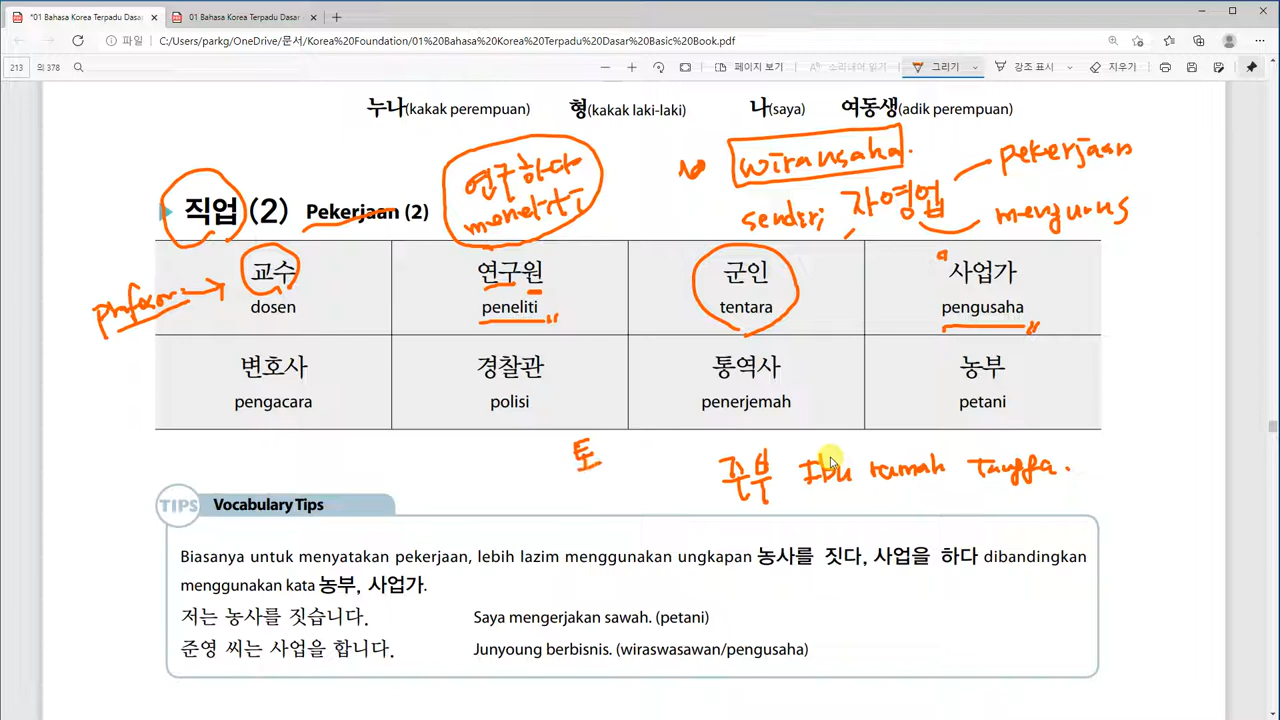 *01 Bahasa Korea Terpadu Dasar
01 Bahasa Korea Terpadu Dasar
파일 C:/Users/parkg/OneDrive/문서/Korea%20Foundation/01%20Bahasa%20Korea%20Terpadu%20Dasar%20Basic%20Book.pdf
213 의 378 페이지 보기 소리내어 읽기 그리기 강조 표시 지우기
누나(kakak perempuan) 형(kakak laki-laki) 나(saya) 여동생(adik perempuan)
wirausaha.
pekerjaan
연구하다
meneliti
sendiri 자영업
mengurus
직업 (2) Pekerjaan (2)
profesor
교수 연구원 군인 사업가
dosen peneliti tentara pengusaha
변호사 경찰관 통역사 농부
pengacara polisi penerjemah petani
토
주부 Ibu rumah Tangga.
TIPS Vocabulary Tips
Biasanya untuk menyatakan pekerjaan, lebih lazim menggunakan ungkapan 농사를 짓다, 사업을 하다 dibandingkan
menggunakan kata 농부, 사업가.
저는 농사를 짓습니다. Saya mengerjakan sawah. (petani)
준영 씨는 사업을 합니다. Junyoung berbisnis. (wiraswasawan/pengusaha)